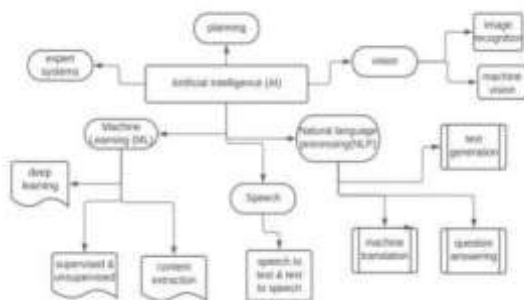 planning
image
recognition
expert
systems
vision
Artificial Intelligence (AI)
machine
vision
Machine
Learning (ML)
Natural language
processing(NLP)
text
generation
deep
learning
Speech
supervised &
unsupervised
content
extraction
speech to
text & text
to speech
machine
translation
question
answering